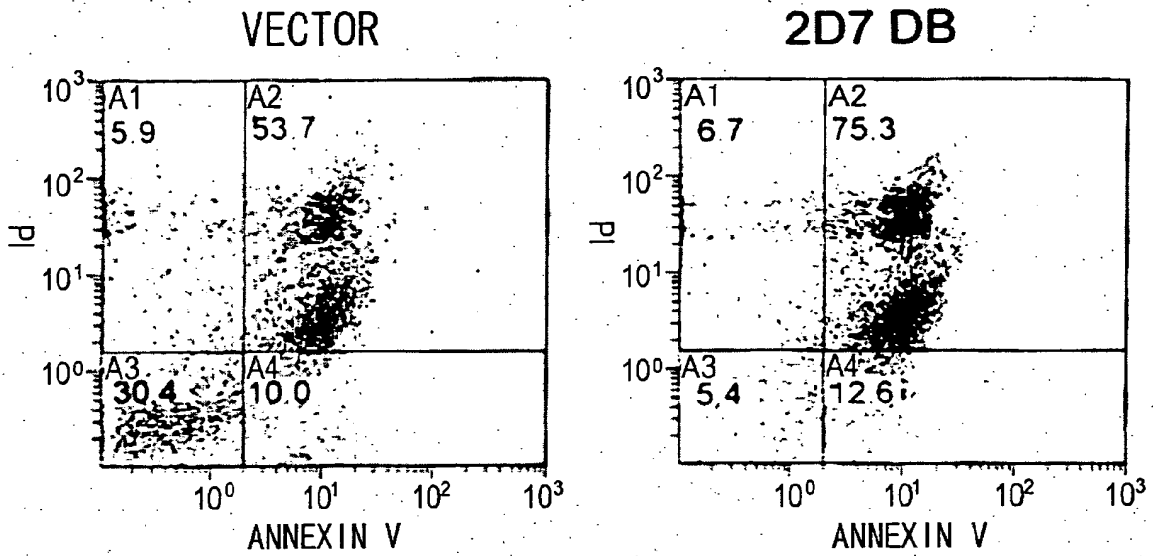 VECTOR
10³
A1
5.9
A2
53.7
10²
PI
10¹
10⁰
A3
30.4
A4
10.0
10⁰ 10¹ 10² 10³
ANNEXIN V
2D7 DB
10³
A1
6.7
A2
75.3
10²
PI
10¹
10⁰
A3
5.4
A4
12.6
10⁰ 10¹ 10² 10³
ANNEXIN V